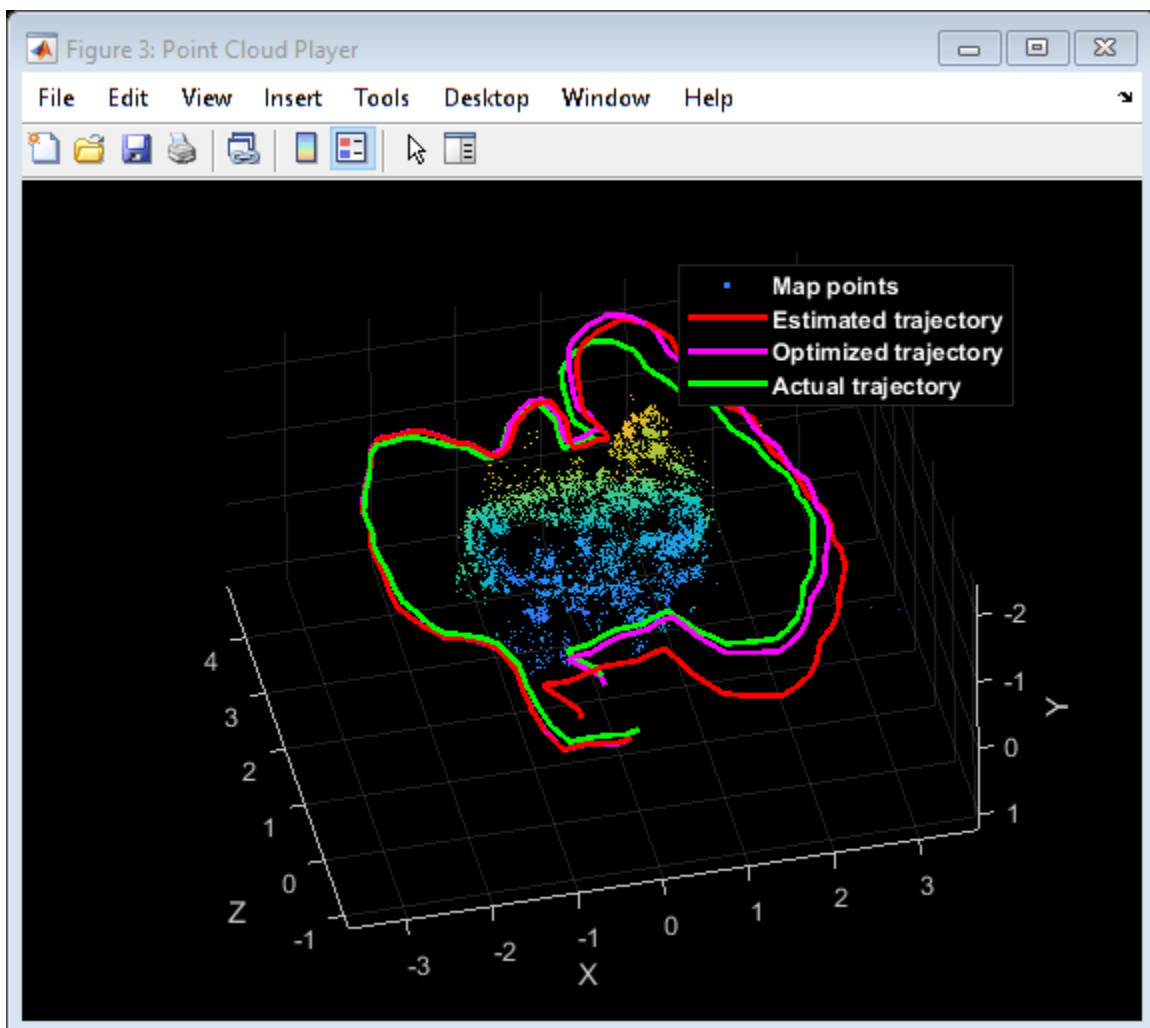 Figure 3: Point Cloud Player
File Edit View Insert Tools Desktop Window Help
Map points
Estimated trajectory
Optimized trajectory
Actual trajectory
-2
-1
0
1
Y
4
3
2
1
0
-1
Z
-3
-2
-1
0
1
2
3
X